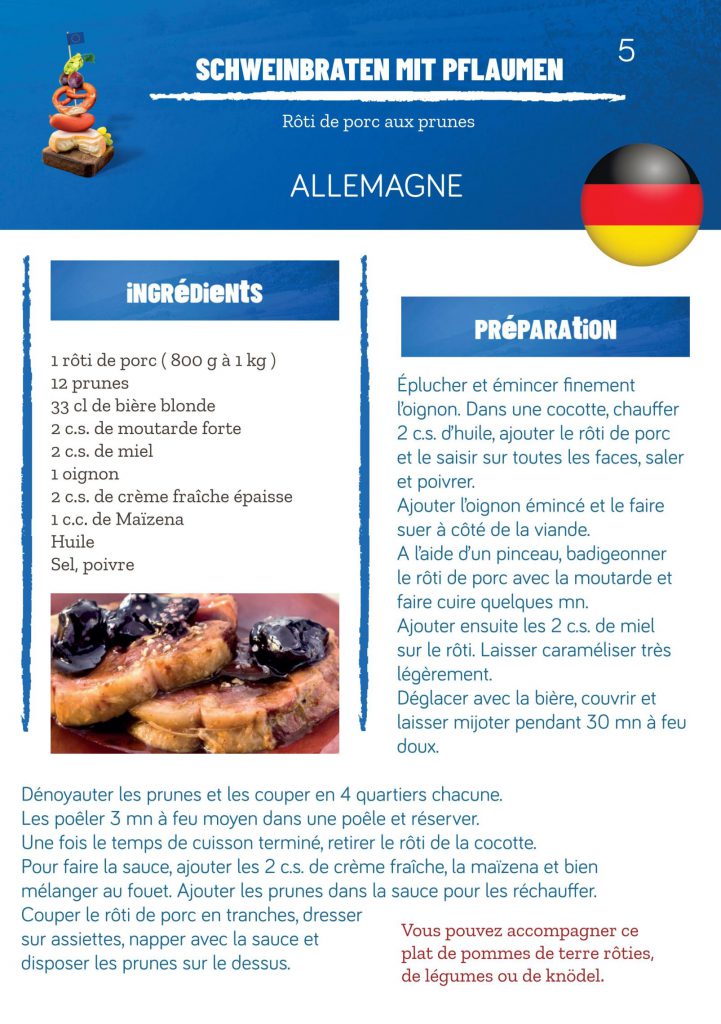 SCHWEINBRATEN MIT PFLAUMEN
5
Rôti de porc aux prunes
ALLEMAGNE
iNGRéDieNtS
1 rôti de porc ( 800 g à 1 kg )
12 prunes
33 cl de bière blonde
2 c.s. de moutarde forte
2 c.s. de miel
1 oignon
2 c.s. de crème fraîche épaisse
1 c.c. de Maïzena
Huile
Sel, poivre
PRéPARAtiON
Éplucher et émincer finement
l’oignon. Dans une cocotte, chauffer
2 c.s. d’huile, ajouter le rôti de porc
et le saisir sur toutes les faces, saler
et poivrer.
Ajouter l’oignon émincé et le faire
suer à côté de la viande.
A l’aide d’un pinceau, badigeonner
le rôti de porc avec la moutarde et
faire cuire quelques mn.
Ajouter ensuite les 2 c.s. de miel
sur le rôti. Laisser caraméliser très
légèrement.
Déglacer avec la bière, couvrir et
laisser mijoter pendant 30 mn à feu
doux.
Dénoyauter les prunes et les couper en 4 quartiers chacune.
Les poêler 3 mn à feu moyen dans une poêle et réserver.
Une fois le temps de cuisson terminé, retirer le rôti de la cocotte.
Pour faire la sauce, ajouter les 2 c.s. de crème fraîche, la maïzena et bien
mélanger au fouet. Ajouter les prunes dans la sauce pour les réchauffer.
Couper le rôti de porc en tranches, dresser
sur assiettes, napper avec la sauce et
disposer les prunes sur le dessus.
Vous pouvez accompagner ce
plat de pommes de terre rôties,
de légumes ou de knödel.